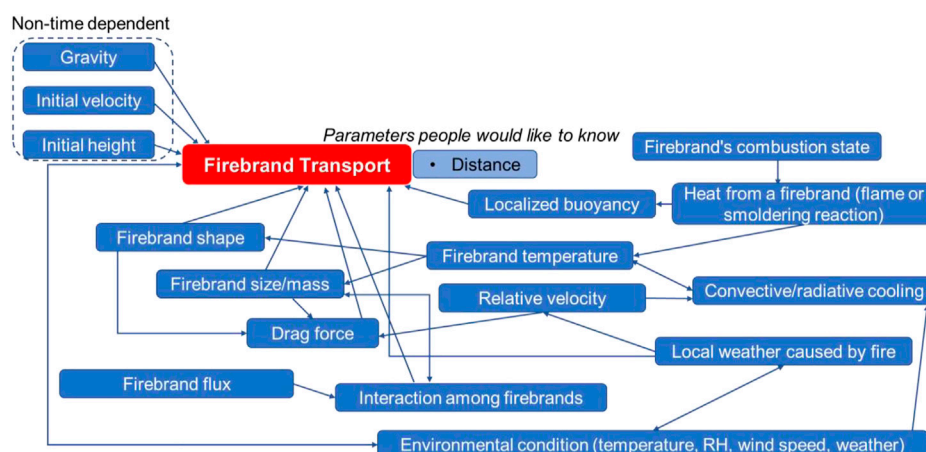 Non-time dependent
Gravity
Initial velocity
Initial height
Parameters people would like to know
Firebrand Transport
• Distance
Firebrand's combustion state
Localized buoyancy
Heat from a firebrand (flame or
smoldering reaction)
Firebrand shape
Firebrand temperature
Firebrand size/mass
Relative velocity
Convective/radiative cooling
Drag force
Local weather caused by fire
Firebrand flux
Interaction among firebrands
Environmental condition (temperature, RH, wind speed, weather)